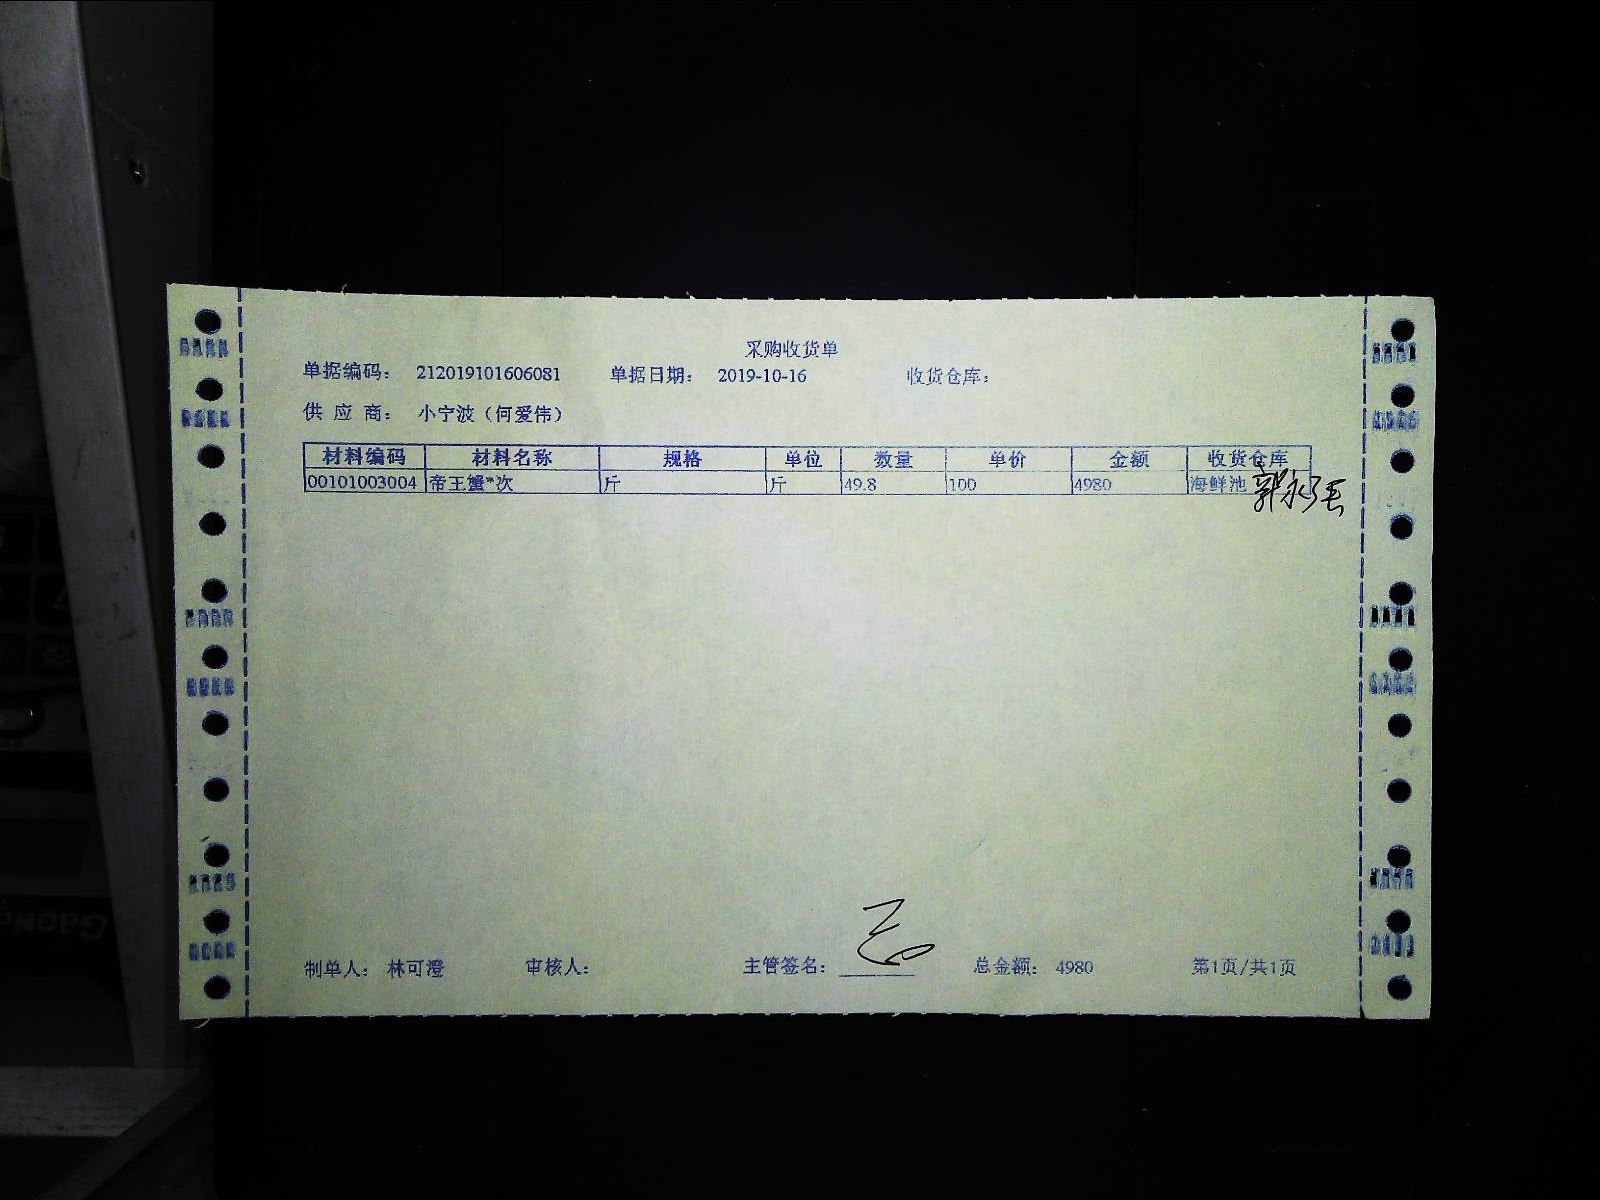 采购收货单
单据编码： 212019101606081 单据日期： 2019-10-16 收货仓库：
供 应 商： 小宁波（何爱伟）
材料编码 材料名称 规格 单位 数量 单价 金额 收货仓库
00101003004 帝王蟹*次 斤 斤 49.8 100 4980 海鲜池
制单人： 林可澄 审核人： 主管签名： 总金额： 4980 第1页/共1页